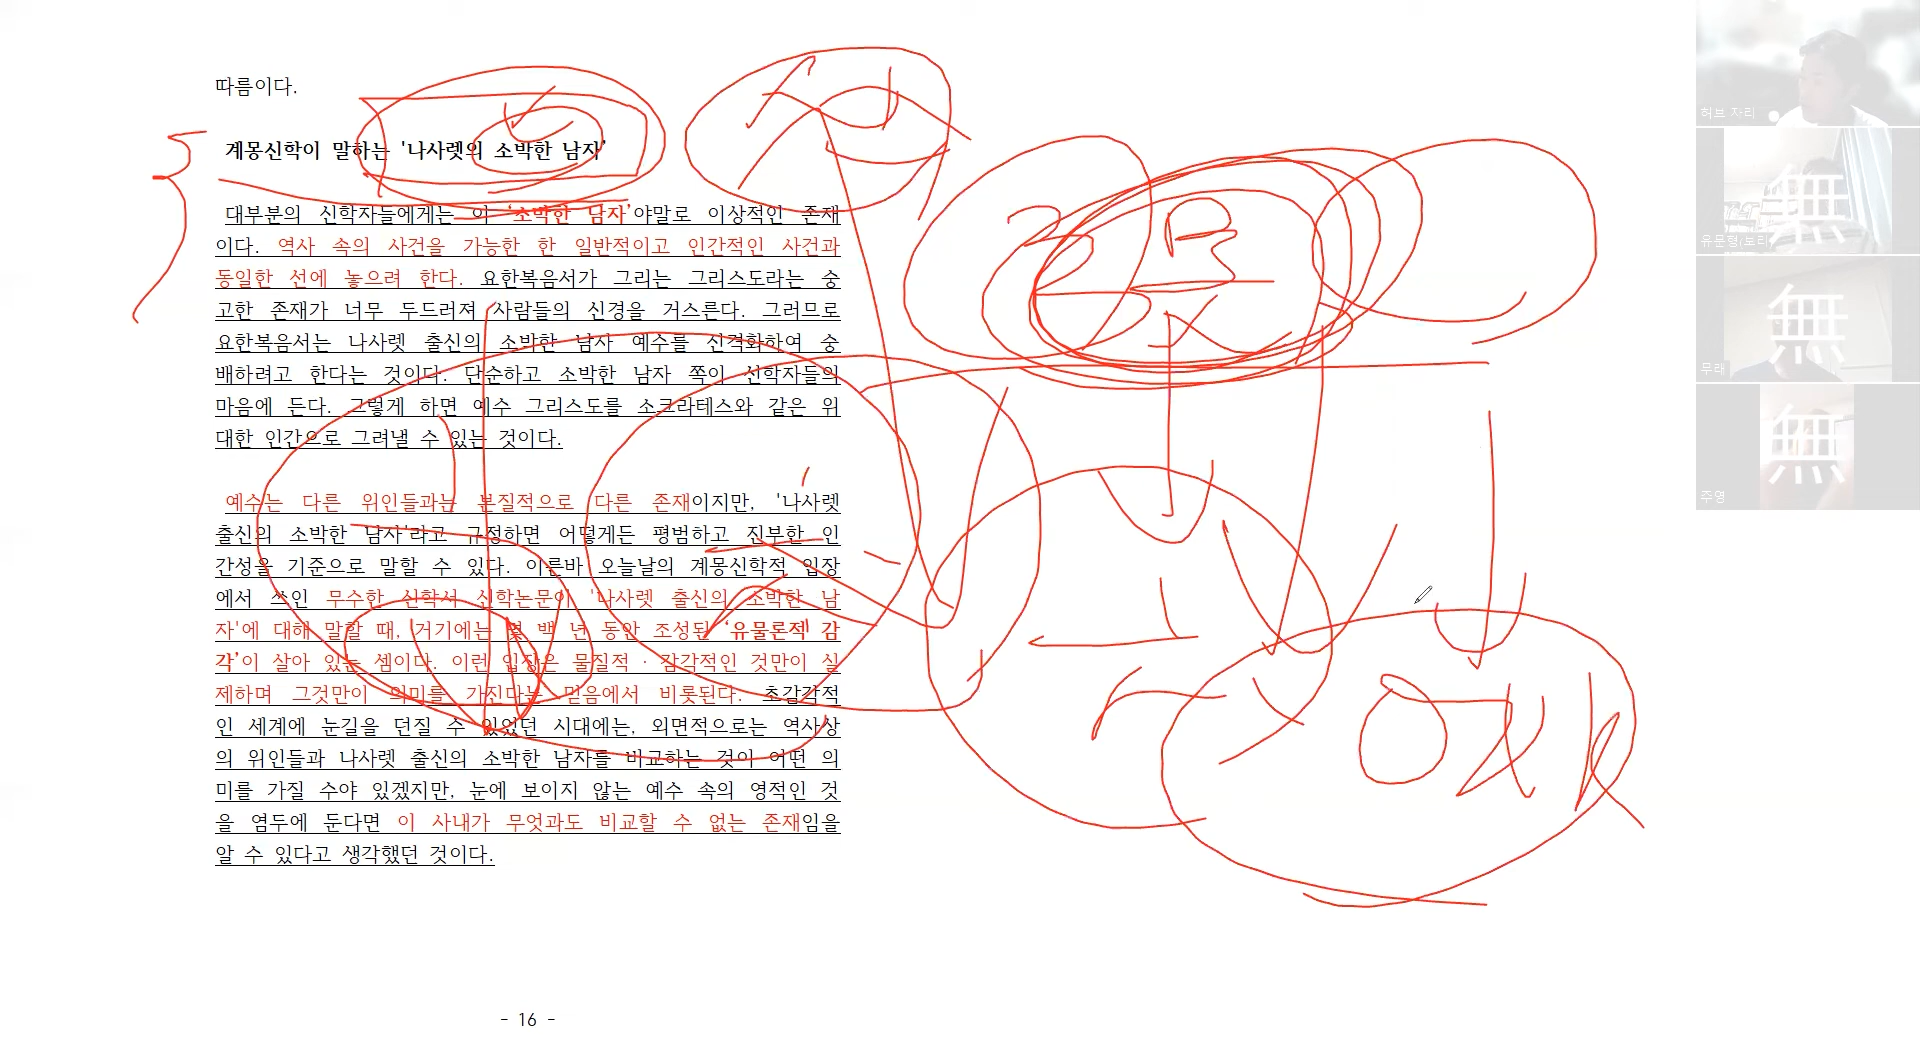 따름이다.
계몽신학이 말하는 '나사렛의 소박한 남자'
대부분의 신학자들에게는 이 '소박한 남자'야말로 이상적인 존재
이다. 역사 속의 사건을 가능한 한 일반적이고 인간적인 사건과
동일한 선에 놓으려 한다. 요한복음서가 그리는 그리스도라는 숭
고한 존재가 너무 두드러져 사람들의 신경을 거스른다. 그러므로
요한복음서는 나사렛 출신의 소박한 남자 예수를 신격화하여 숭
배하려고 한다는 것이다. 단순하고 소박한 남자 쪽이 신학자들의
마음에 든다. 그렇게 하면 예수 그리스도를 소크라테스와 같은 위
대한 인간으로 그려낼 수 있는 것이다.
예수는 다른 위인들과는 본질적으로 다른 존재이지만, '나사렛
출신의 소박한 남자'라고 규정하면 어떻게든 평범하고 진부한 인
간성을 기준으로 말할 수 있다. 이른바 오늘날의 계몽신학적 입장
에서 쓰인 무수한 신학서 신학논문이 '나사렛 출신의 소박한 남
자'에 대해 말할 때, 거기에는 몇 백 년 동안 조성된 '유물론적 감
각'이 살아 있는 셈이다. 이런 입장은 물질적 · 감각적인 것만이 실
제하며 그것만이 의미를 가진다는 믿음에서 비롯된다. 초감각적
인 세계에 눈길을 던질 수 있었던 시대에는, 외면적으로는 역사상
의 위인들과 나사렛 출신의 소박한 남자를 비교하는 것이 어떤 의
미를 가질 수야 있겠지만, 눈에 보이지 않는 예수 속의 영적인 것
을 염두에 둔다면 이 사내가 무엇과도 비교할 수 없는 존재임을
알 수 있다고 생각했던 것이다.
- 16 -
허브 자리
無
유문형(보리
無
무래
無
주영